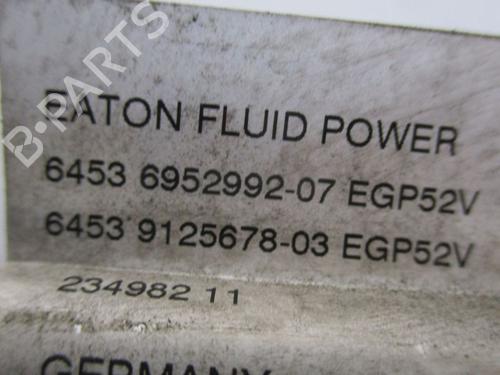 B-PARTS
EATON FLUID POWER
6453 6952992-07 EGP52V
6453 9125678-03 EGP52V
234982 11
GERMANY